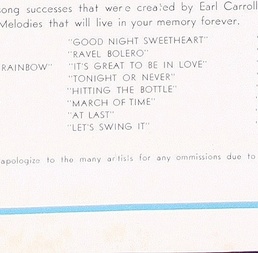 ong successes that were created by Earl Carroll
Melodies that will live in your memory forever.
"GOOD NIGHT SWEETHEART"
"RAVEL BOLERO"
RAINBOW" "IT'S GREAT TO BE IN LOVE"
"TONIGHT OR NEVER"
"HITTING THE BOTTLE"
"MARCH OF TIME"
"AT LAST"
"LET'S SWING IT"
apologize to the many artists for any ommissions due to